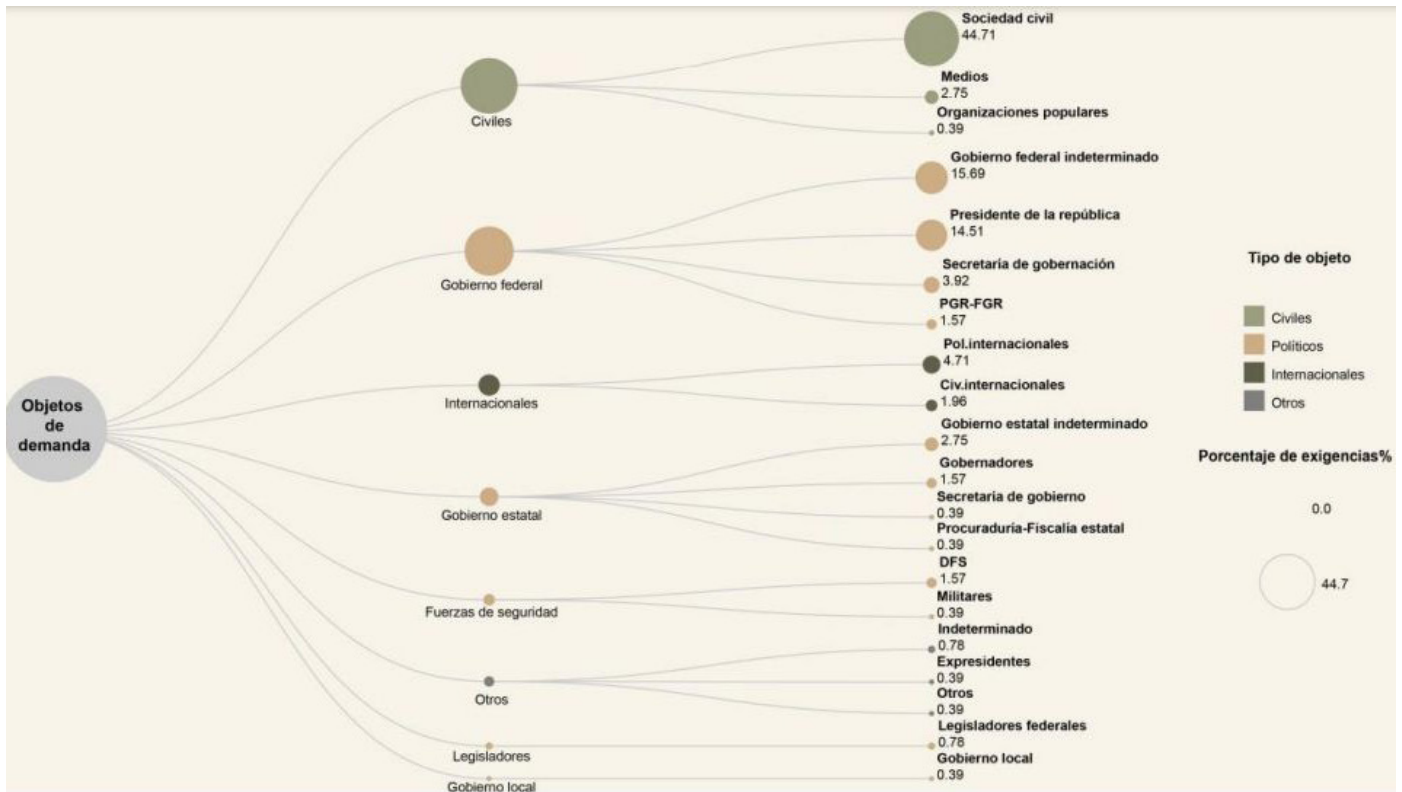 Objetos
de
demanda
Civiles
Gobierno federal
Internacionales
Gobierno estatal
Fuerzas de seguridad
Otros
Legisladores
Gobierno local
Sociedad civil
44.71
Medios
2.75
Organizaciones populares
0.39
Gobierno federal indeterminado
15.69
Presidente de la república
14.51
Secretaría de gobernación
3.92
PGR-FGR
1.57
Pol.internacionales
4.71
Civ.internacionales
1.96
Gobierno estatal indeterminado
2.75
Gobernadores
1.57
Secretaría de gobierno
0.39
Procuraduría-Fiscalía estatal
0.39
DFS
1.57
Militares
0.39
Indeterminado
0.78
Expresidentes
0.39
Otros
0.39
Legisladores federales
0.78
Gobierno local
0.39
Tipo de objeto
Civiles
Políticos
Internacionales
Otros
Porcentaje de exigencias%
0.0
44.7